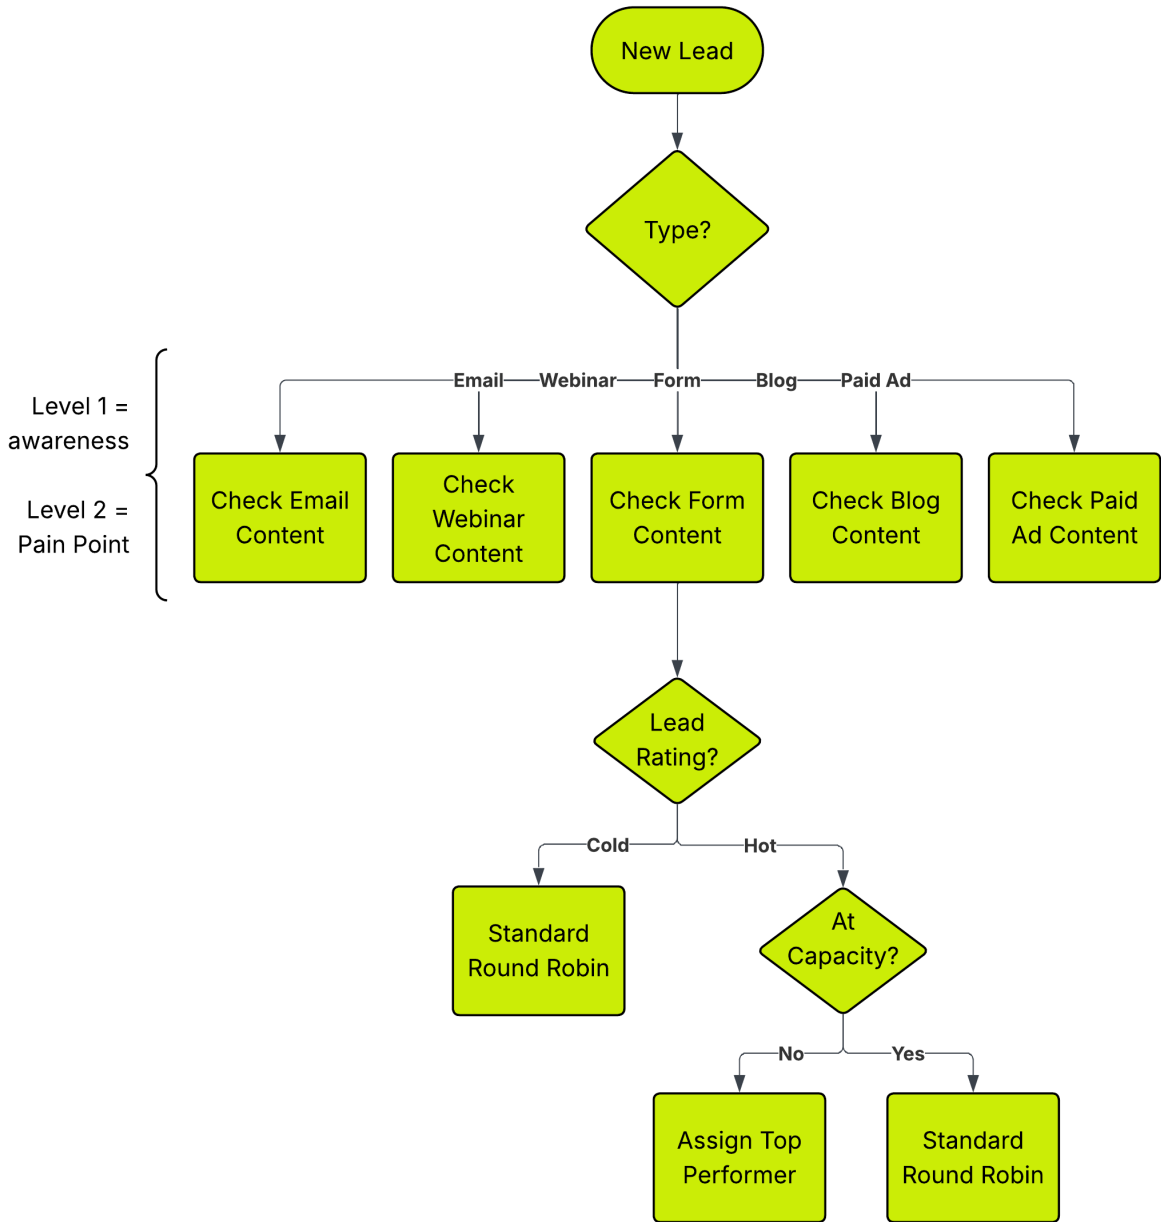 New Lead
Type?
Email
Webinar
Form
Blog
Paid Ad
Level 1 =
awareness
Level 2 =
Pain Point
Check Email
Content
Check
Webinar
Content
Check Form
Content
Check Blog
Content
Check Paid
Ad Content
Lead
Rating?
Cold
Hot
Standard
Round Robin
At
Capacity?
No
Yes
Assign Top
Performer
Standard
Round Robin